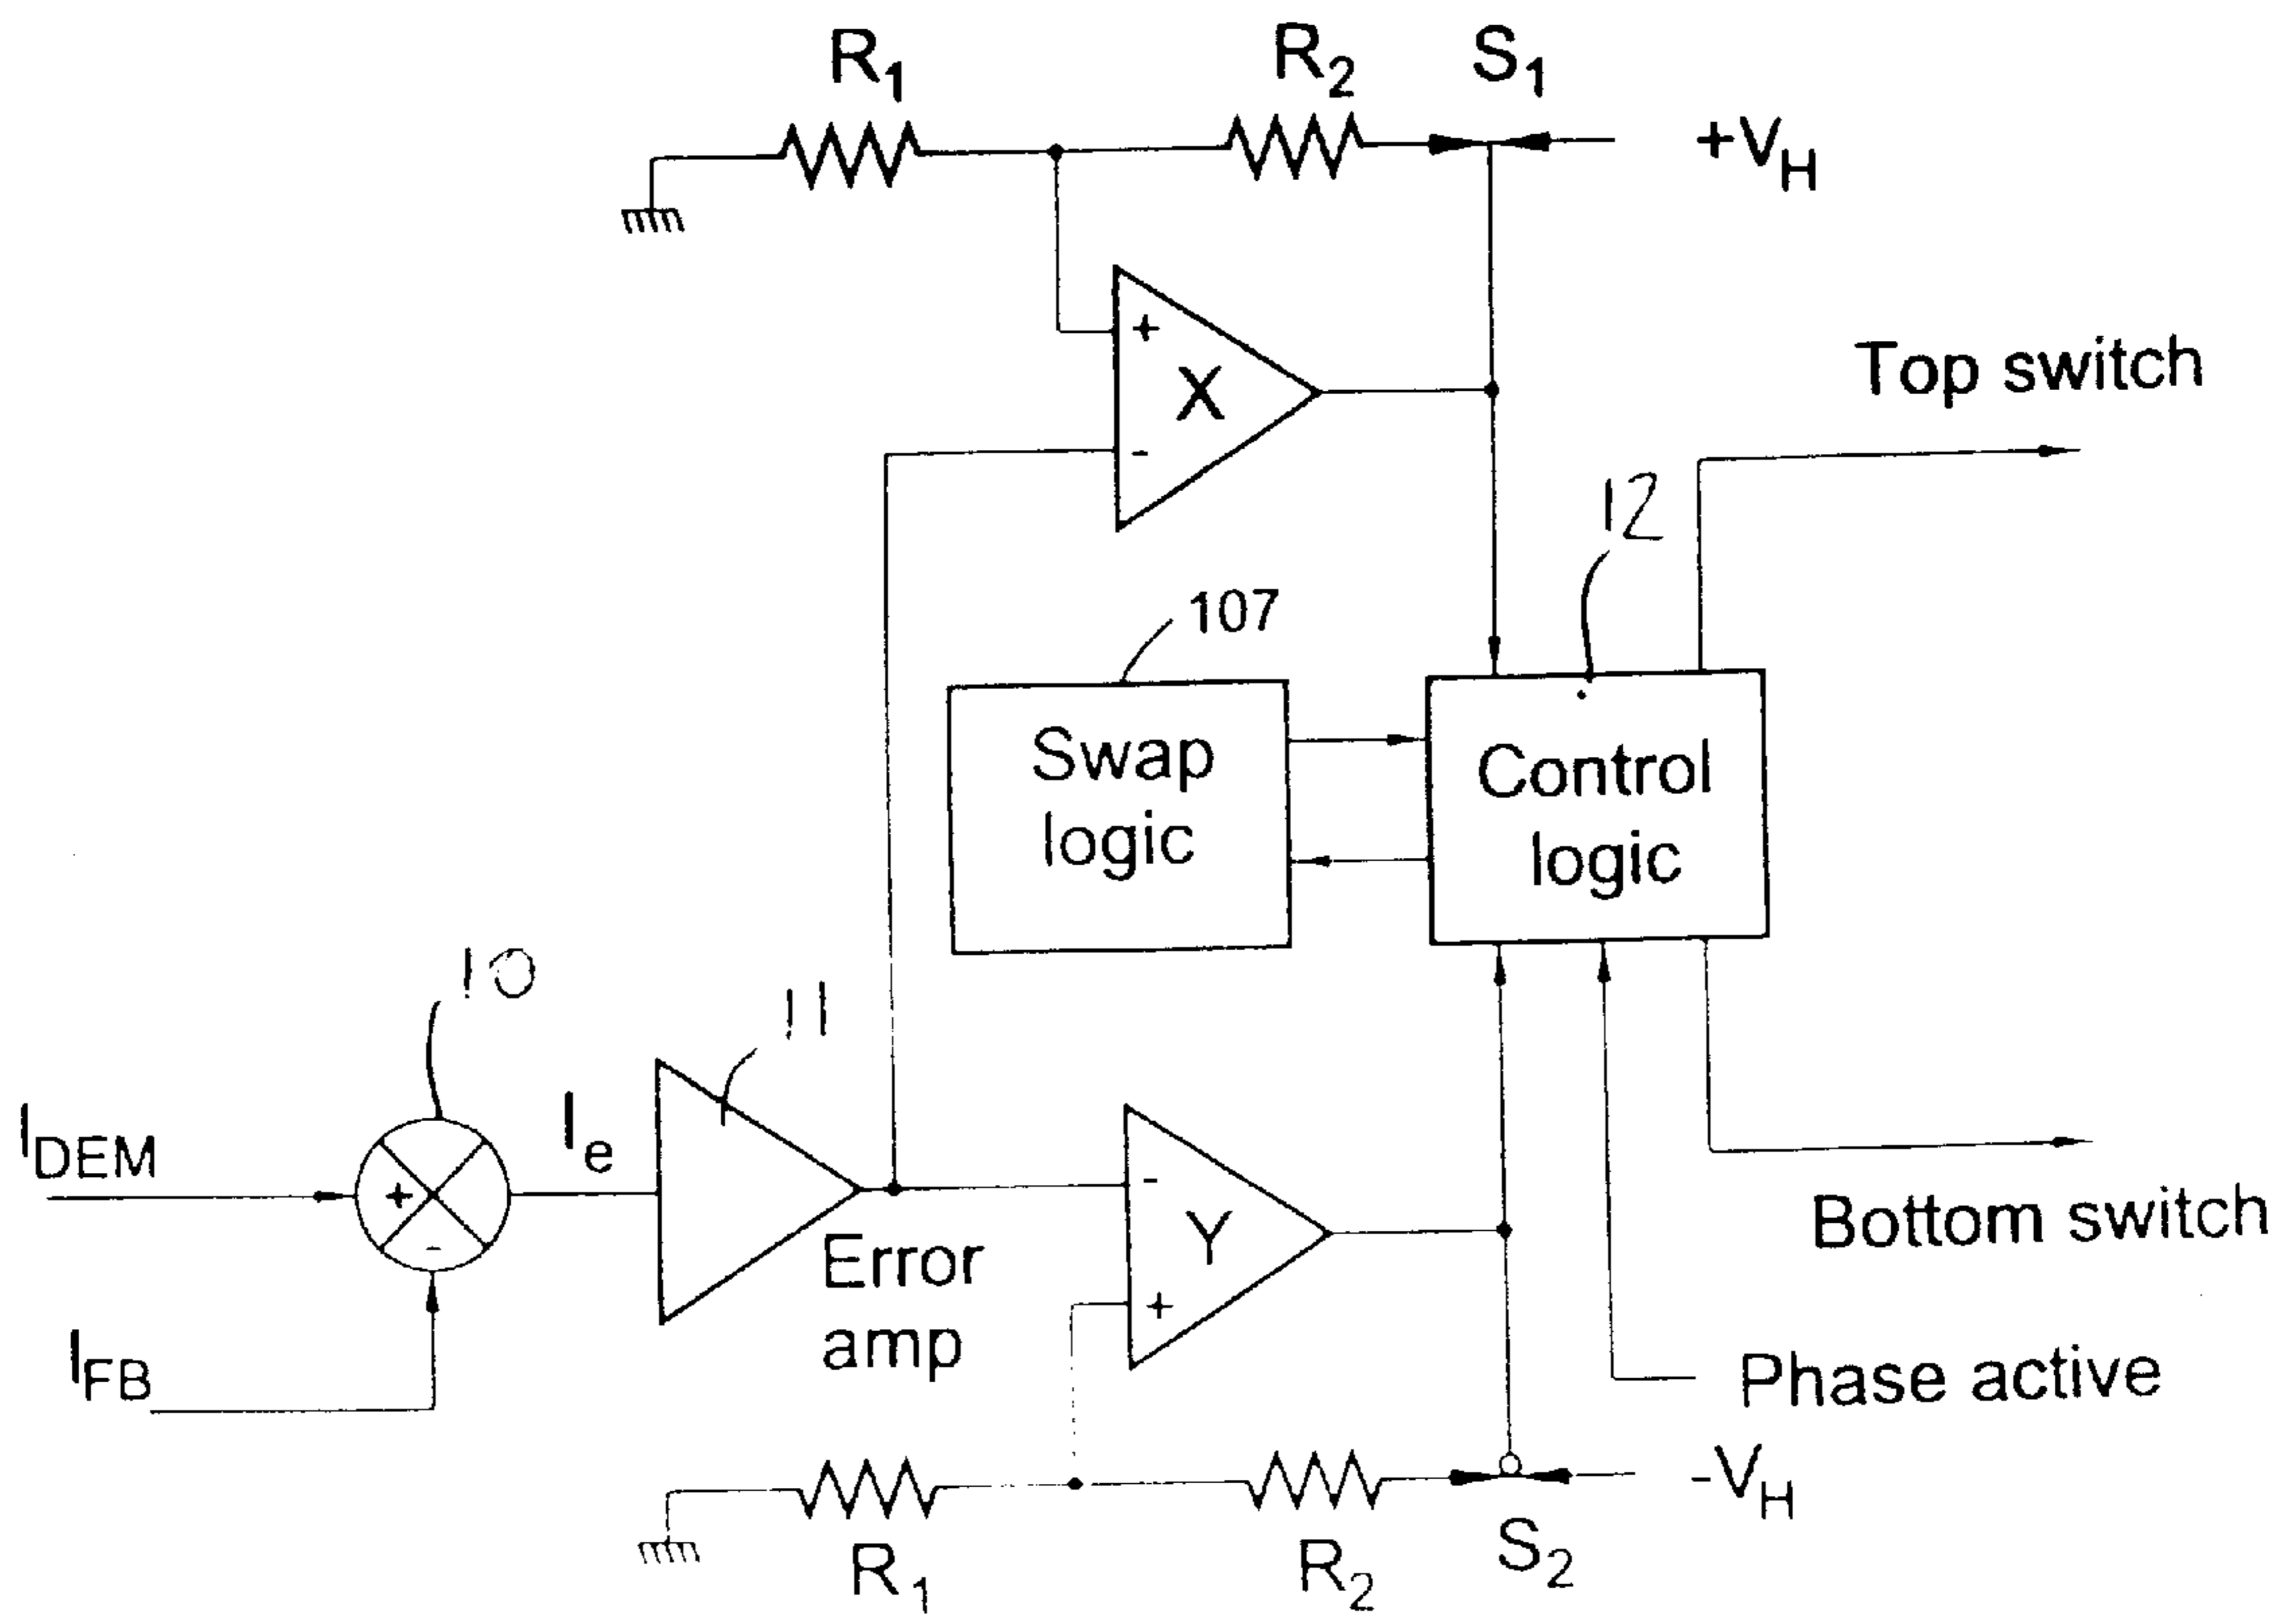 R1
R2
S1
+VH
+
X
-
Top switch
12
107
Swap
logic
Control
logic
10
11
IDEM
+
-
Ie
Error
amp
-
Y
+
IFB
Bottom switch
Phase active
-VH
R1
R2
S2